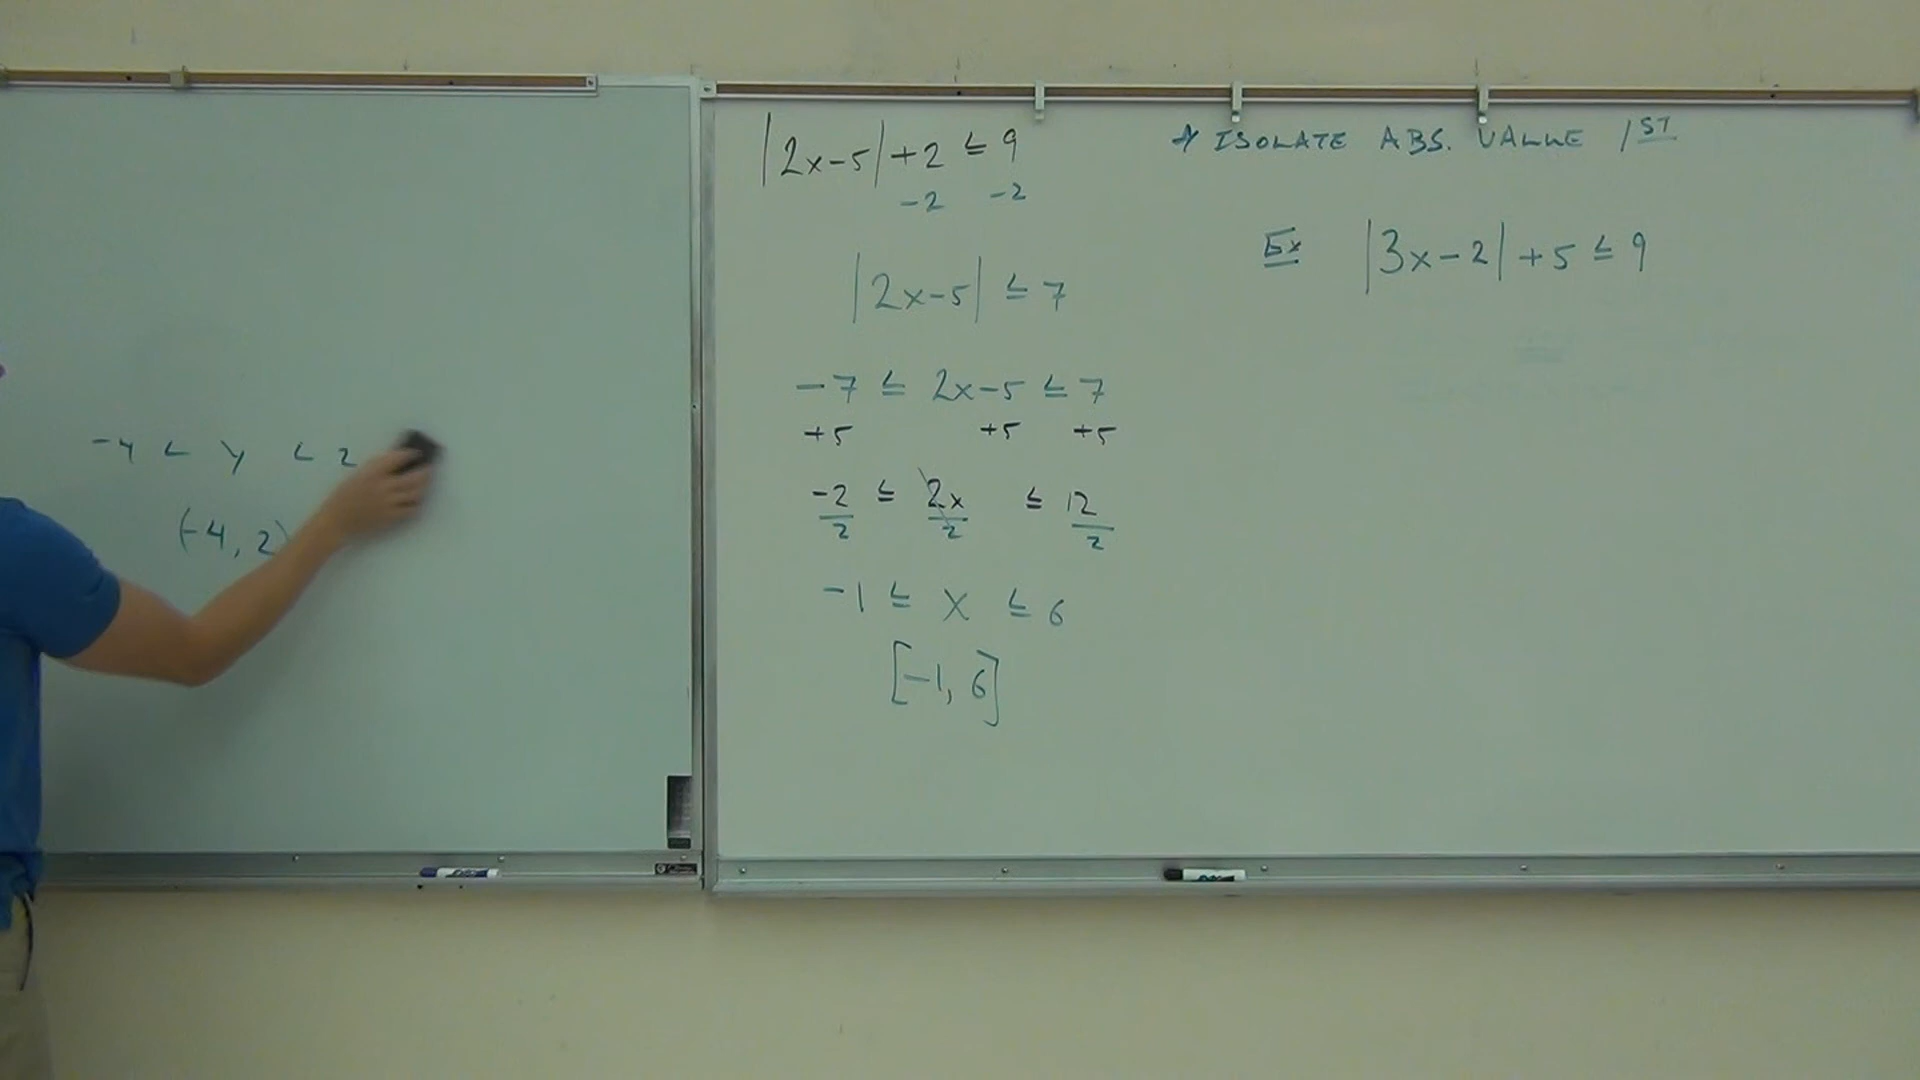 -4 < y < 2
(-4, 2)
|2x-5| +2 ≤ 9
-2 -2
|2x-5| ≤ 7
-7 ≤ 2x-5 ≤ 7
+5 +5 +5
-2/2 ≤ 2x/2 ≤ 12/2
-1 ≤ x ≤ 6
[-1, 6]
* ISOLATE ABS. VALUE 1ST
Ex |3x-2| +5 ≤ 9